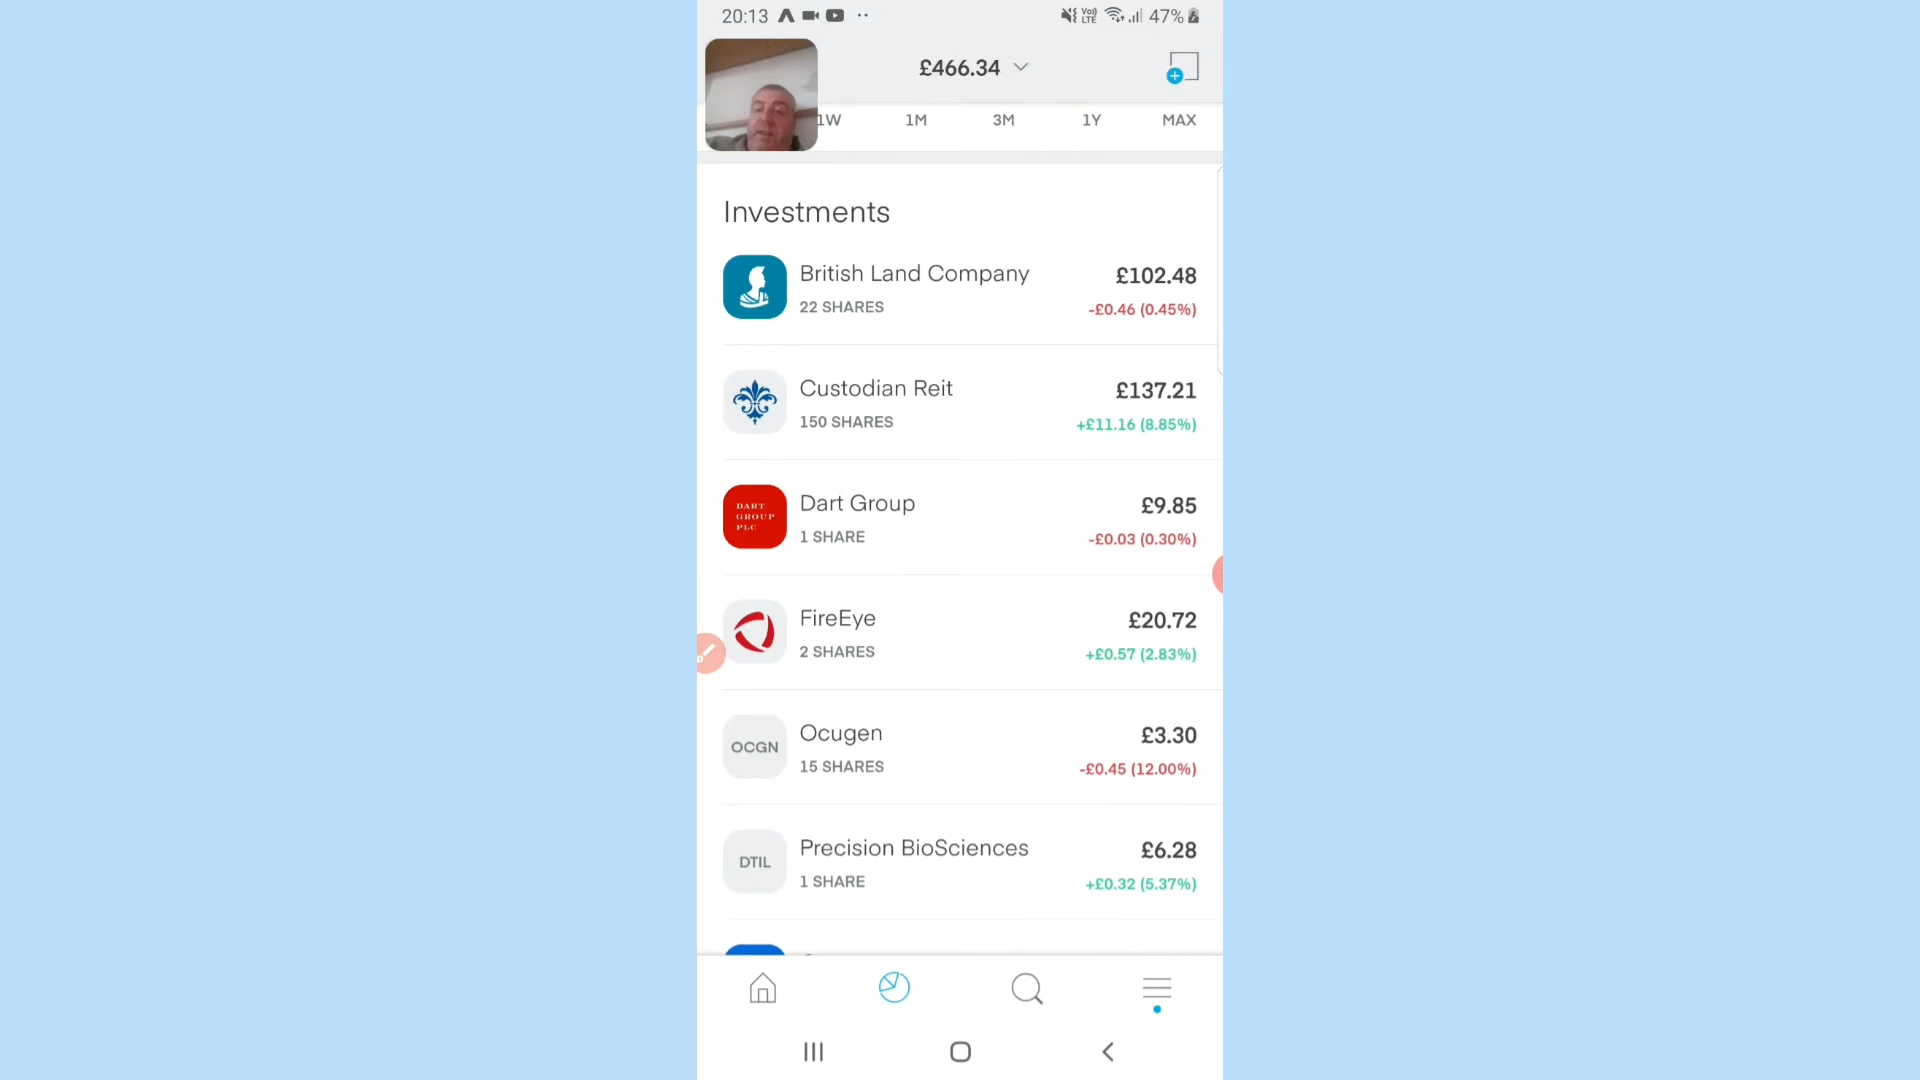 20:13
Vo)) LTE
47%
£466.34
1W 1M 3M 1Y MAX
Investments
British Land Company £102.48
22 SHARES -£0.46 (0.45%)
Custodian Reit £137.21
150 SHARES +£11.16 (8.85%)
DART
GROUP
PLC
Dart Group £9.85
1 SHARE -£0.03 (0.30%)
FireEye £20.72
2 SHARES +£0.57 (2.83%)
OCGN
Ocugen £3.30
15 SHARES -£0.45 (12.00%)
DTIL
Precision BioSciences £6.28
1 SHARE +£0.32 (5.37%)